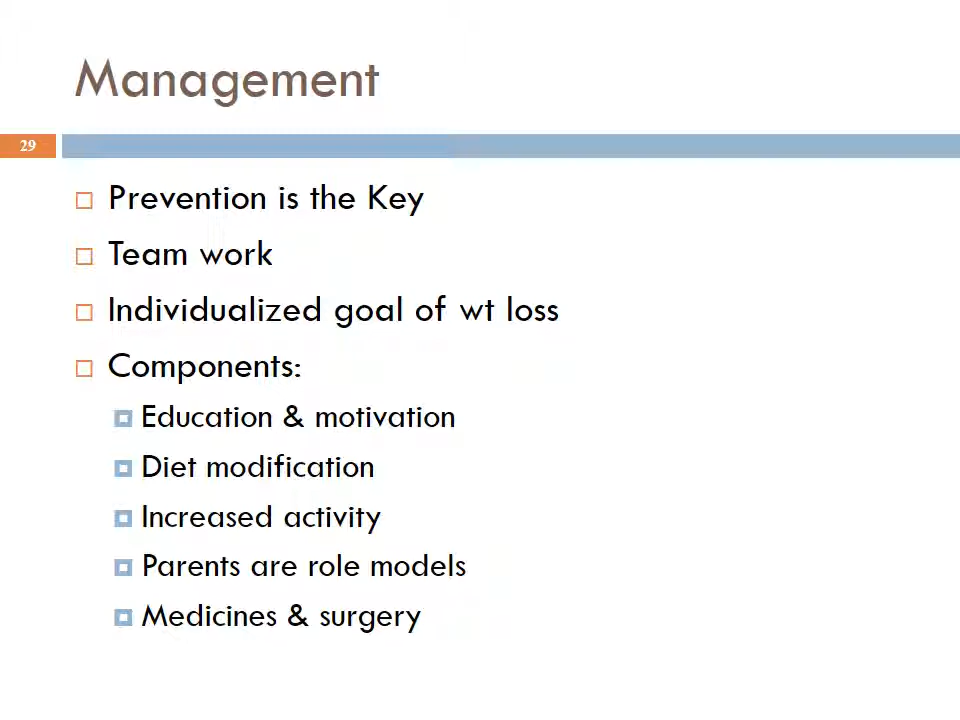 Management
29
Prevention is the Key
Team work
Individualized goal of wt loss
Components:
Education & motivation
Diet modification
Increased activity
Parents are role models
Medicines & surgery